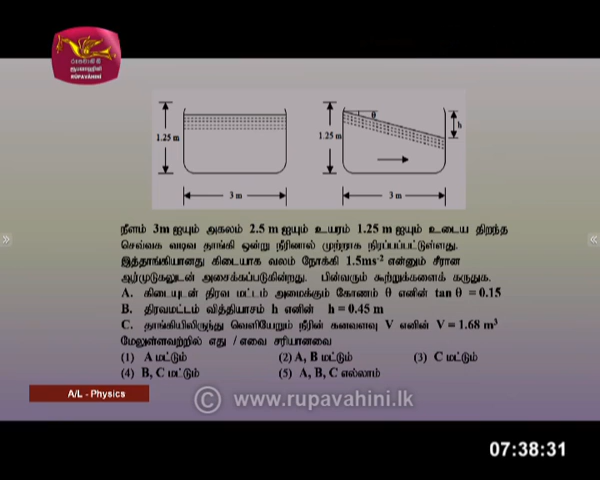 රූපවාහිනී
ரூபவாஹினி
RUPAVAHINI
1.25 m
3 m
1.25 m
θ
h
3 m
நீளம் 3m ஐயும் அகலம் 2.5 m ஐயும் உயரம் 1.25 m ஐயும் உடைய திறந்த
செவ்வக வடிவ தாங்கி ஒன்று நீரினால் முற்றாக நிரப்பப்பட்டுள்ளது.
இத்தாங்கியானது கிடையாக வலம் நோக்கி 1.5ms⁻² என்னும் சீரான
ஆர்முடுகலுடன் அசைக்கப்படுகின்றது. பின்வரும் கூற்றுக்களைக் கருதுக.
A. கிடையுடன் திரவ மட்டம் அமைக்கும் கோணம் θ எனின் tan θ = 0.15
B. திரவமட்டம் வித்தியாசம் h எனின் h = 0.45 m
C. தாங்கியிலிருந்து வெளியேறும் நீரின் கனவளவு V எனின் V = 1.68 m³
மேலுள்ளவற்றில் எது / எவை சரியானவை
(1) A மட்டும் (2) A, B மட்டும் (3) C மட்டும்
(4) B, C மட்டும் (5) A, B, C எல்லாம்
A/L - Physics
© www.rupavahini.lk
07:38:31